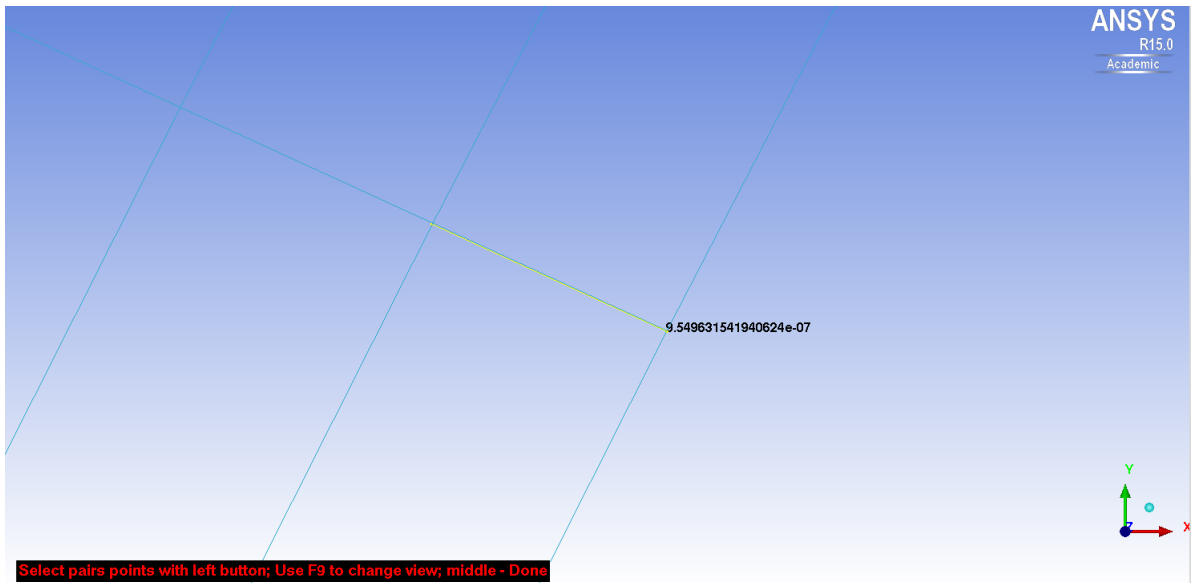 ANSYS
R15.0
Academic
9.549631541940624e-07
Y
Z
X
Select pairs points with left button; Use F9 to change view; middle - Done